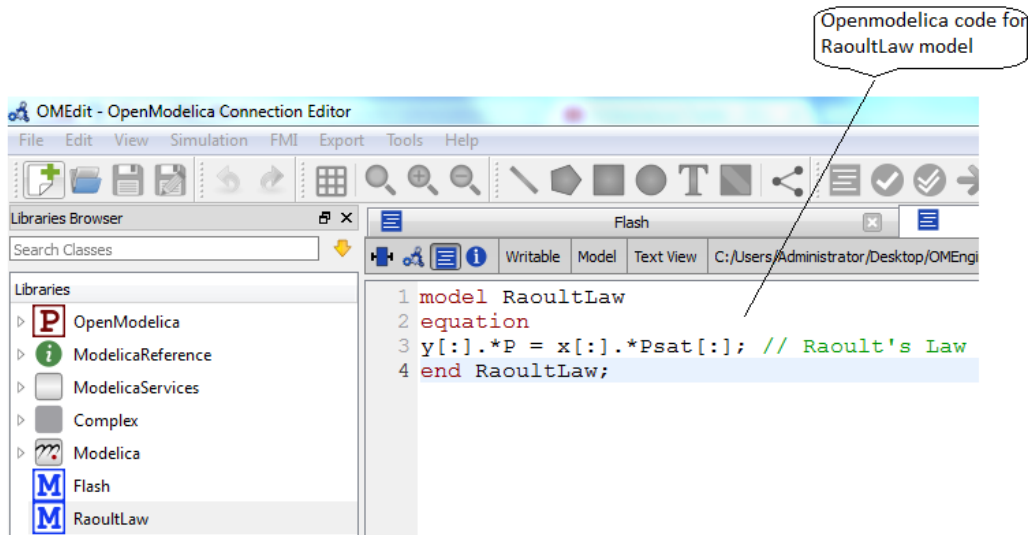 Openmodelica code for
RaoultLaw model
OMEdit - OpenModelica Connection Editor
File Edit View Simulation FMI Export Tools Help
T
Libraries Browser
Flash
Search Classes
i Writable Model Text View C:/Users/Administrator/Desktop/OMEngi
Libraries
P OpenModelica
i ModelicaReference
ModelicaServices
Complex
m Modelica
M Flash
M RaoultLaw
1 model RaoultLaw
2 equation
3 y[:].*P = x[:].*Psat[:]; // Raoult's Law
4 end RaoultLaw;